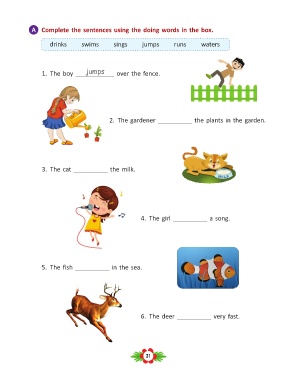 A Complete the sentences using the doing words in the box.
drinks swims sings jumps runs waters
1. The boy jumps over the fence.
2. The gardener __________ the plants in the garden.
3. The cat __________ the milk.
4. The girl __________ a song.
5. The fish __________ in the sea.
6. The deer __________ very fast.
31